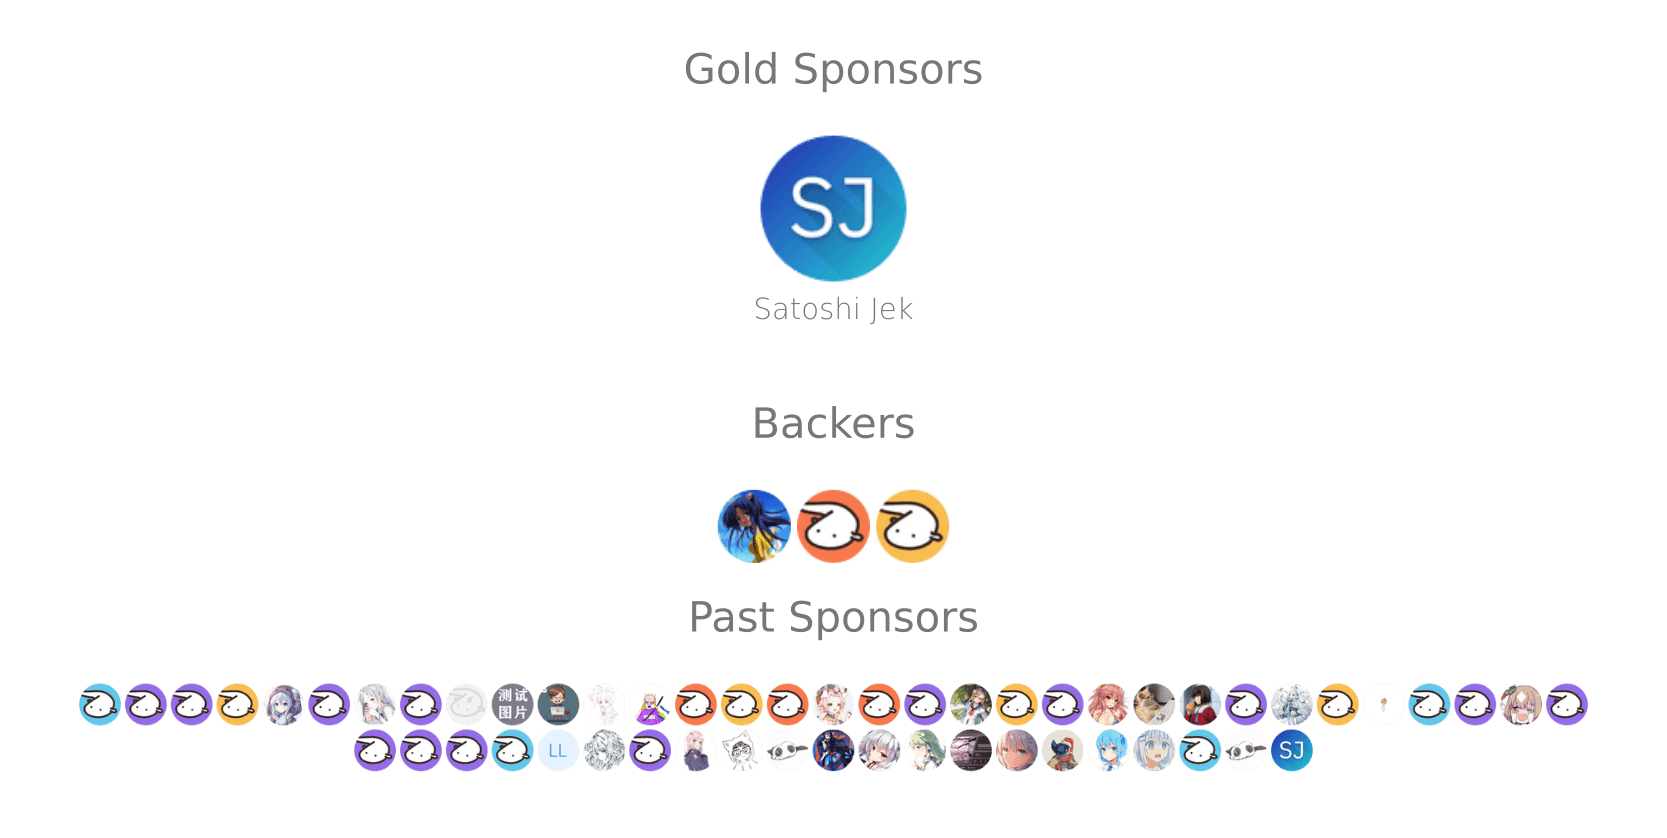 Gold Sponsors
SJ
Satoshi Jek
Backers
Past Sponsors
测试
图片
LL
SJ